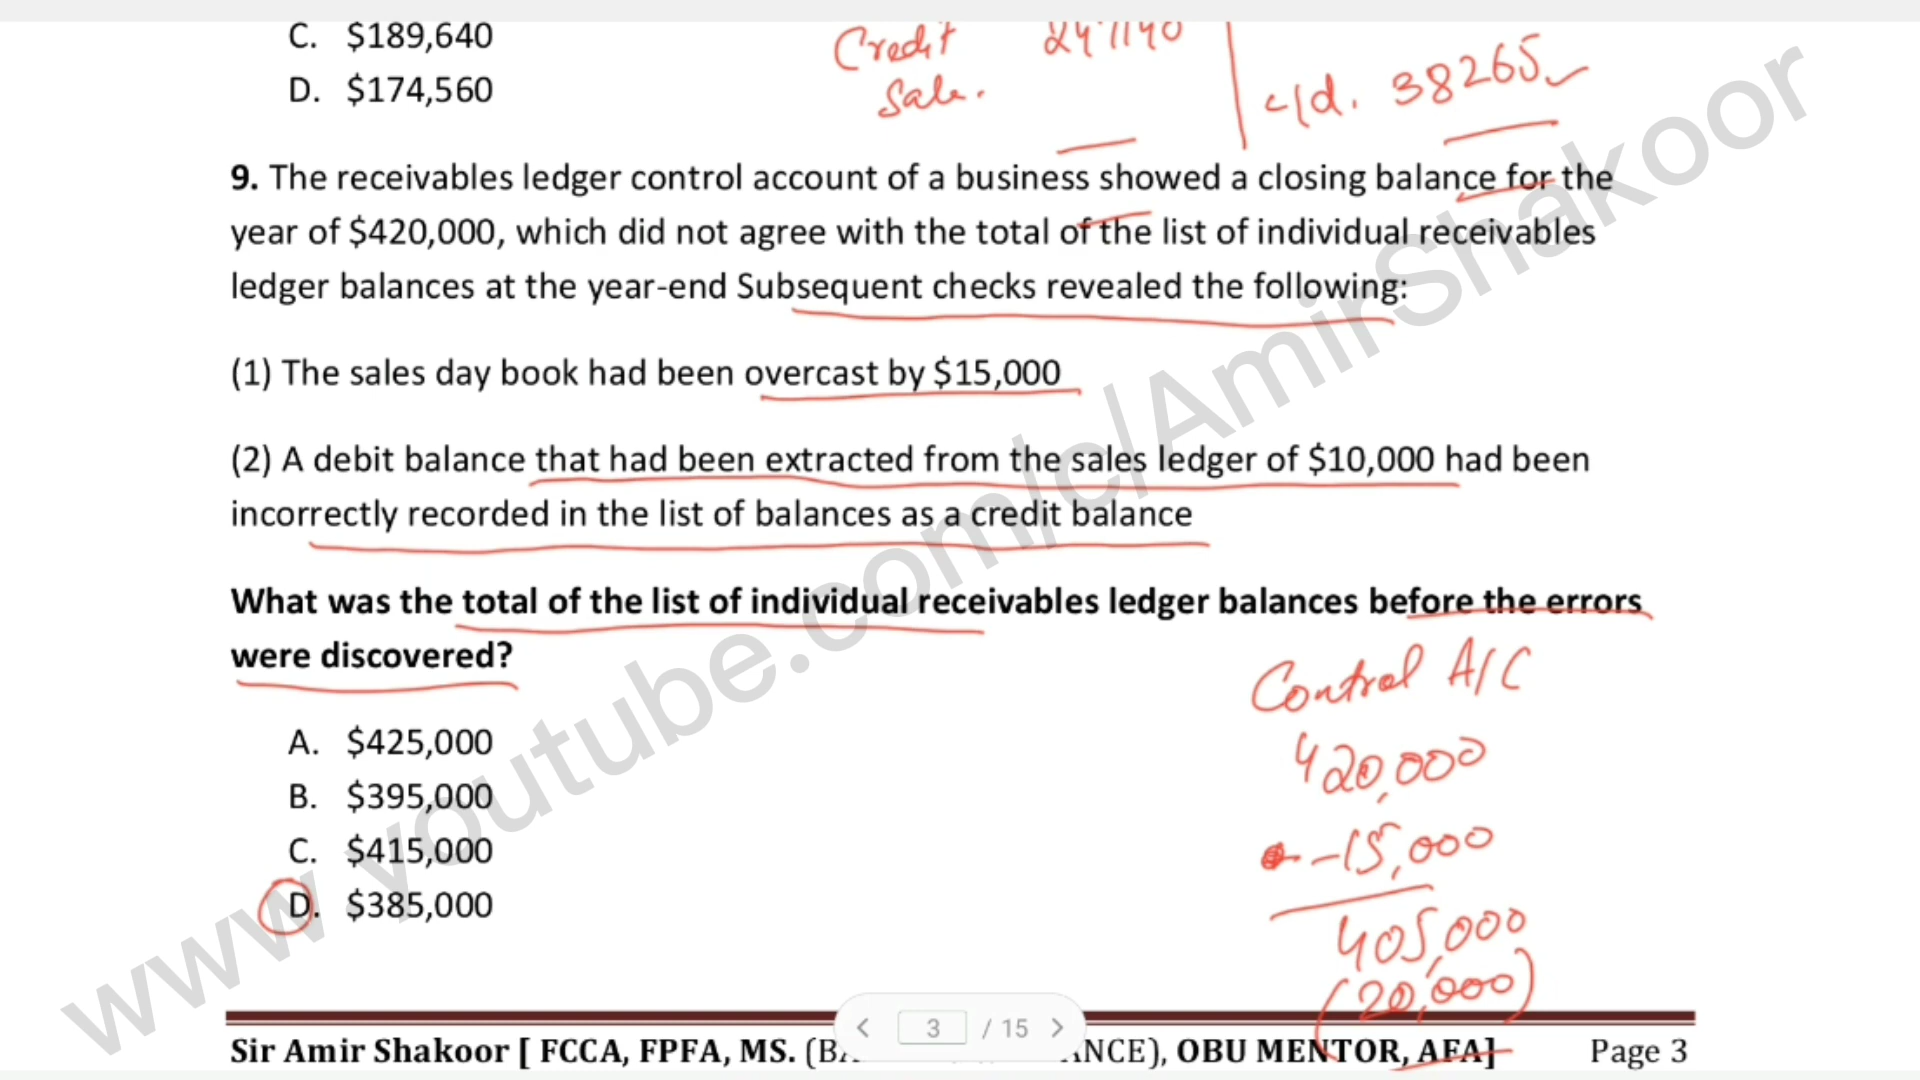 C. $189,640
D. $174,560
Credit
Sale.
c/d. 38265
9. The receivables ledger control account of a business showed a closing balance for the
year of $420,000, which did not agree with the total of the list of individual receivables
ledger balances at the year-end Subsequent checks revealed the following:
(1) The sales day book had been overcast by $15,000
(2) A debit balance that had been extracted from the sales ledger of $10,000 had been
incorrectly recorded in the list of balances as a credit balance
What was the total of the list of individual receivables ledger balances before the errors
were discovered?
A. $425,000
B. $395,000
C. $415,000
D. $385,000
Control A/C
420,000
-15,000
405,000
(20,000)
www.youtube.com/c/AmirShakoor
< 3 / 15 >
Sir Amir Shakoor [ FCCA, FPFA, MS. (BA NCE), OBU MENTOR, AFA] Page 3